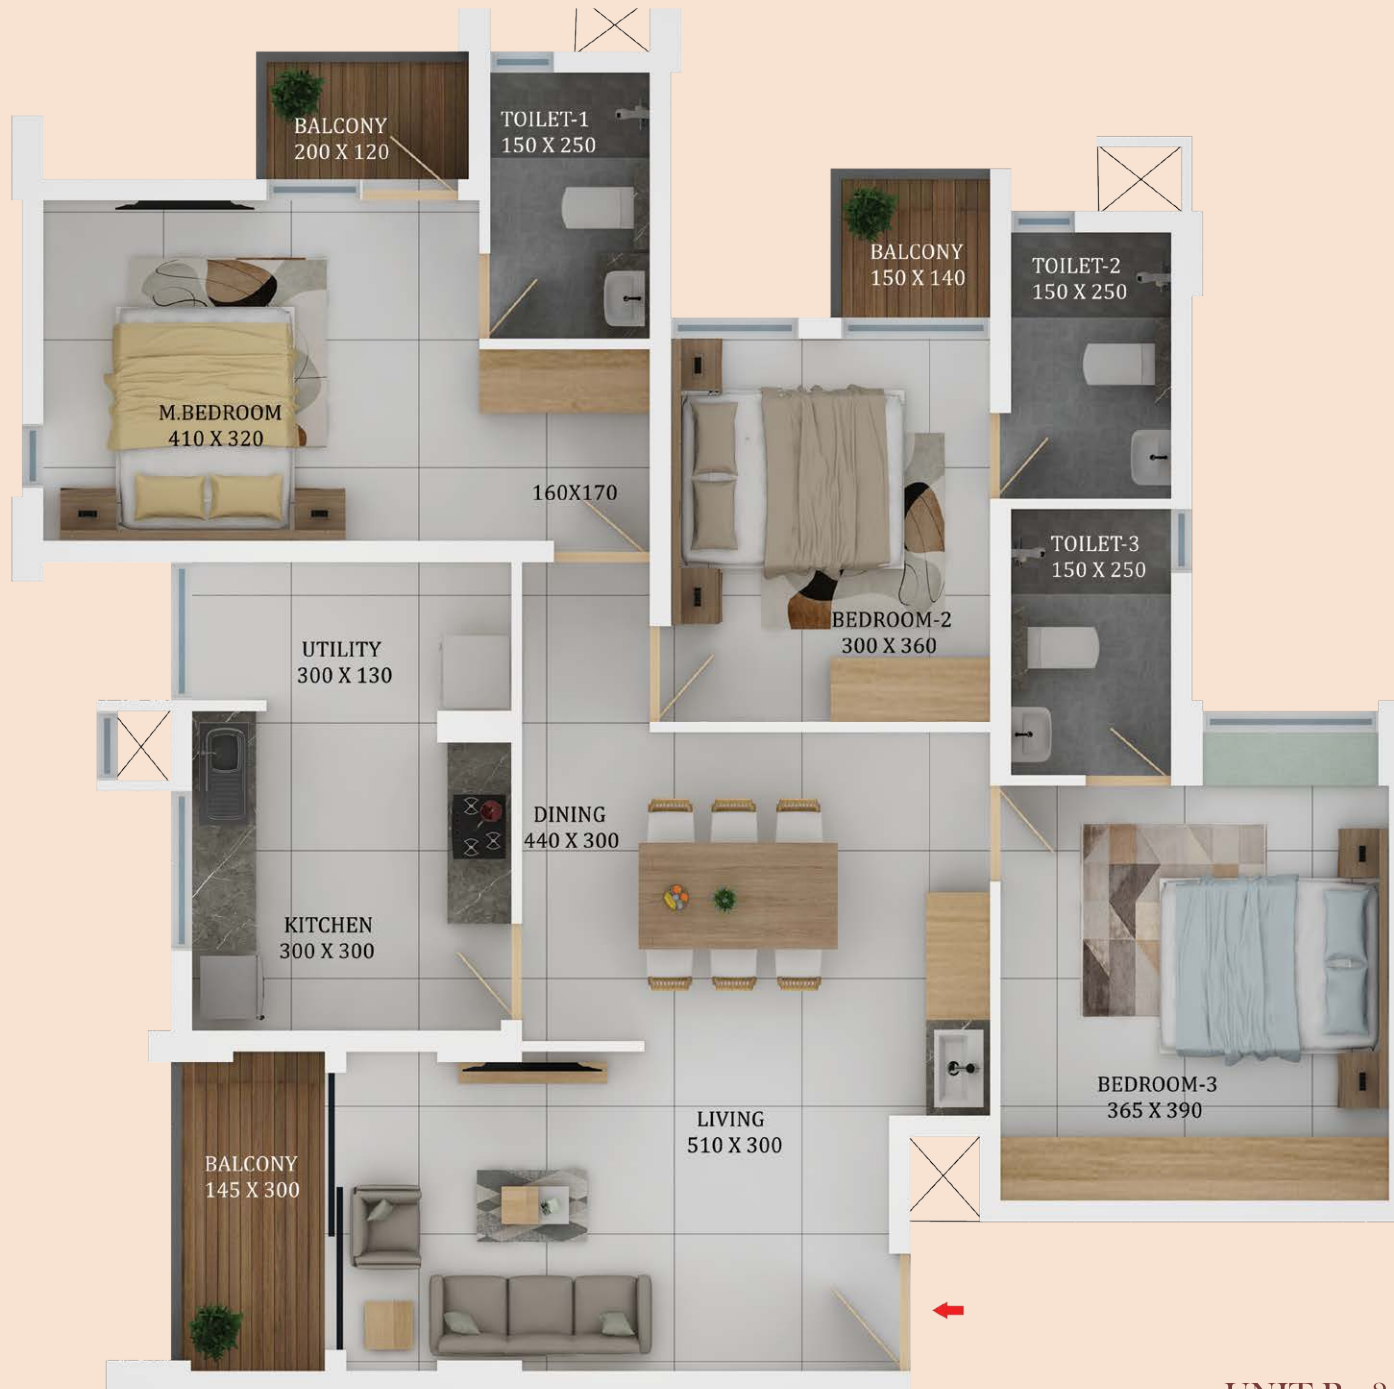 BALCONY
200 X 120
TOILET-1
150 X 250
BALCONY
150 X 140
TOILET-2
150 X 250
M.BEDROOM
410 X 320
160X170
TOILET-3
150 X 250
BEDROOM-2
300 X 360
UTILITY
300 X 130
DINING
440 X 300
KITCHEN
300 X 300
BEDROOM-3
365 X 390
LIVING
510 X 300
BALCONY
145 X 300
UNIT B